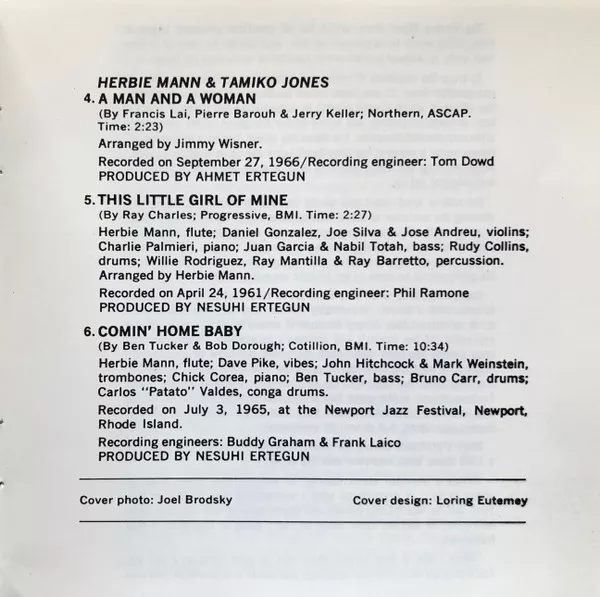 HERBIE MANN & TAMIKO JONES
4. A MAN AND A WOMAN
(By Francis Lai, Pierre Barouh & Jerry Keller; Northern, ASCAP.
Time: 2:23)
Arranged by Jimmy Wisner.
Recorded on September 27, 1966/Recording engineer: Tom Dowd
PRODUCED BY AHMET ERTEGUN
5. THIS LITTLE GIRL OF MINE
(By Ray Charles; Progressive, BMI. Time: 2:27)
Herbie Mann, flute; Daniel Gonzalez, Joe Silva & Jose Andreu, violins;
Charlie Palmieri, piano; Juan Garcia & Nabil Totah, bass; Rudy Collins,
drums; Willie Rodriguez, Ray Mantilla & Ray Barretto, percussion.
Arranged by Herbie Mann.
Recorded on April 24, 1961/Recording engineer: Phil Ramone
PRODUCED BY NESUHI ERTEGUN
6. COMIN' HOME BABY
(By Ben Tucker & Bob Dorough; Cotillion, BMI. Time: 10:34)
Herbie Mann, flute; Dave Pike, vibes; John Hitchcock & Mark Weinstein,
trombones; Chick Corea, piano; Ben Tucker, bass; Bruno Carr, drums;
Carlos "Patato" Valdes, conga drums.
Recorded on July 3, 1965, at the Newport Jazz Festival, Newport,
Rhode Island.
Recording engineers: Buddy Graham & Frank Laico
PRODUCED BY NESUHI ERTEGUN
Cover photo: Joel Brodsky Cover design: Loring Eutemey